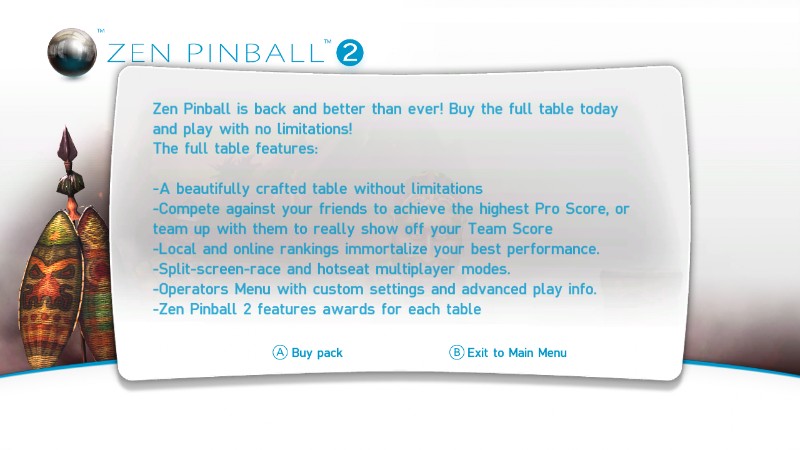 ™ ZEN PINBALL™ 2
Zen Pinball is back and better than ever! Buy the full table today
and play with no limitations!
The full table features:
-A beautifully crafted table without limitations
-Compete against your friends to achieve the highest Pro Score, or
team up with them to really show off your Team Score
-Local and online rankings immortalize your best performance.
-Split-screen-race and hotseat multiplayer modes.
-Operators Menu with custom settings and advanced play info.
-Zen Pinball 2 features awards for each table
A Buy pack B Exit to Main Menu